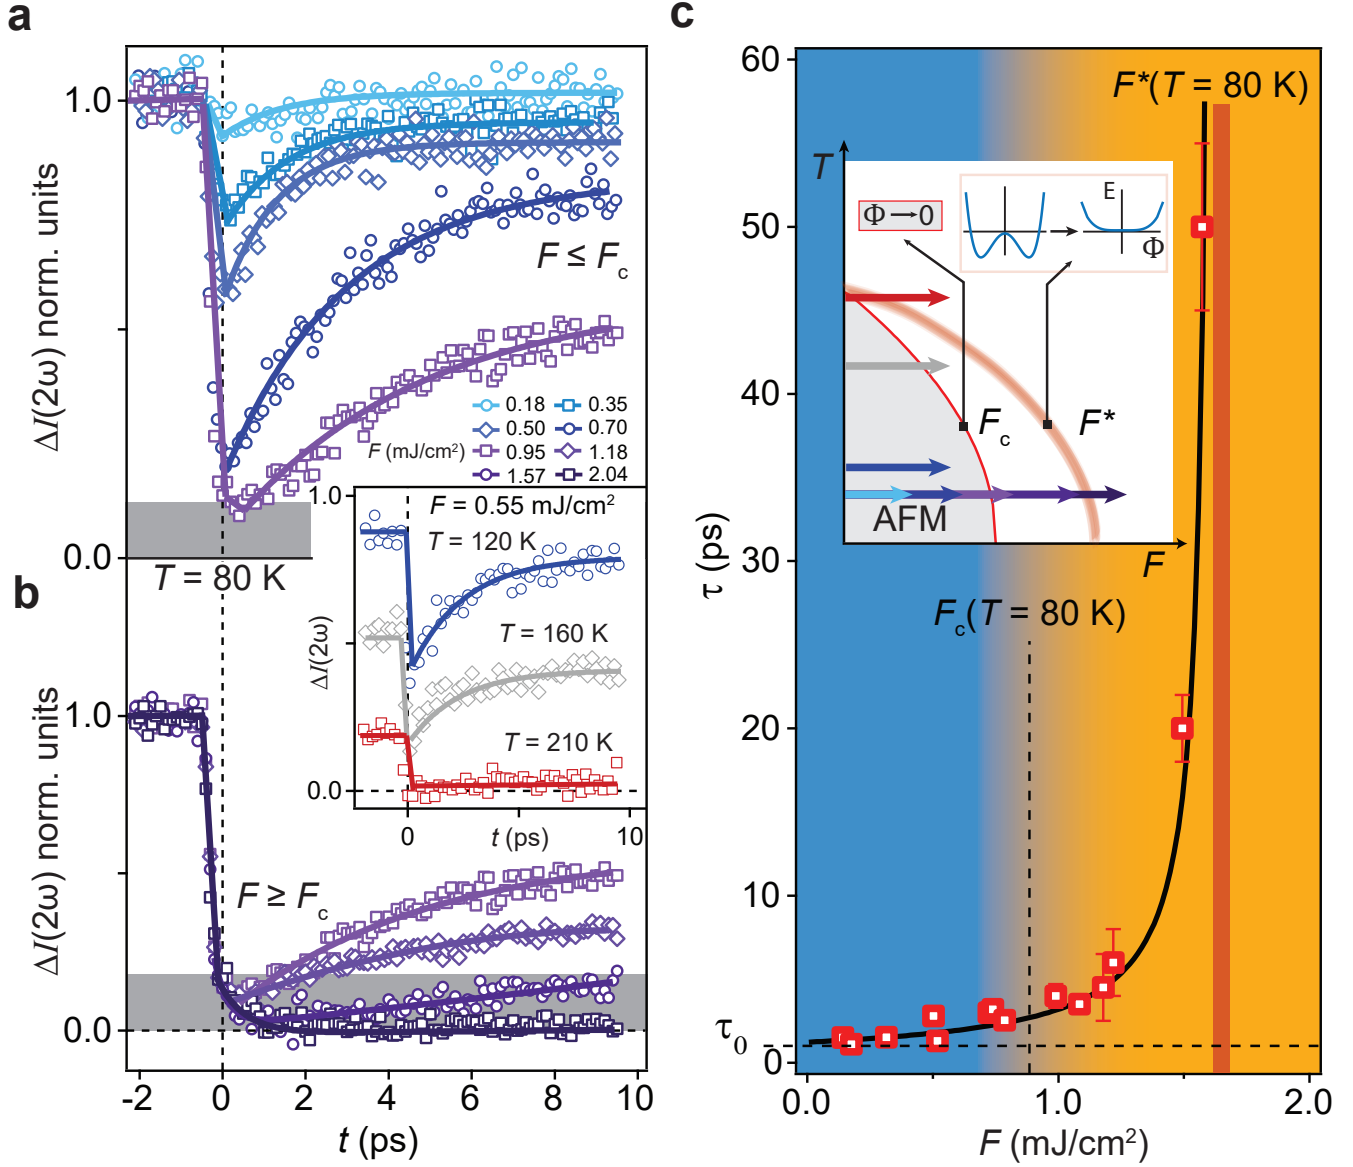 a
1.0
ΔI(2ω) norm. units
F ≤ Fc
0.18 0.35
0.50 0.70
F (mJ/cm²) 0.95 1.18
1.57 2.04
0.0
T = 80 K
1.0
F = 0.55 mJ/cm²
T = 120 K
T = 160 K
T = 210 K
ΔI(2ω)
0.0
0 10
t (ps)
b
1.0
ΔI(2ω) norm. units
F ≥ Fc
0.0
-2 0 2 4 6 8 10
t (ps)
c
60
50
40
30
20
10
0
τ0
τ (ps)
F*(T = 80 K)
T
Φ → 0
E
Φ
Fc
F*
AFM
F
Fc(T = 80 K)
0.0 1.0 2.0
F (mJ/cm²)